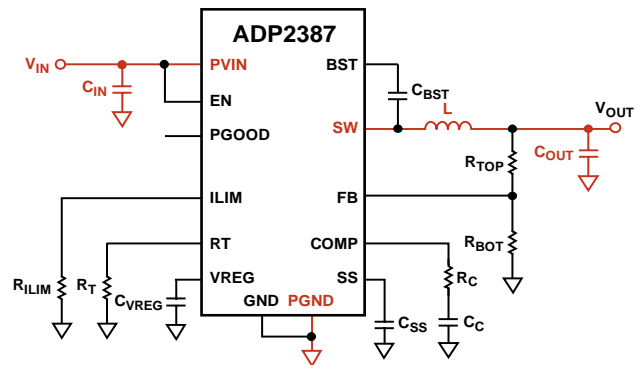 ADP2387
PVIN
BST
VIN
CIN
EN
CBST
L
VOUT
PGOOD
SW
RTOP
COUT
ILIM
FB
RT
COMP
RBOT
RILIM
RT
CVREG
VREG
SS
RC
GND
PGND
CSS
CC